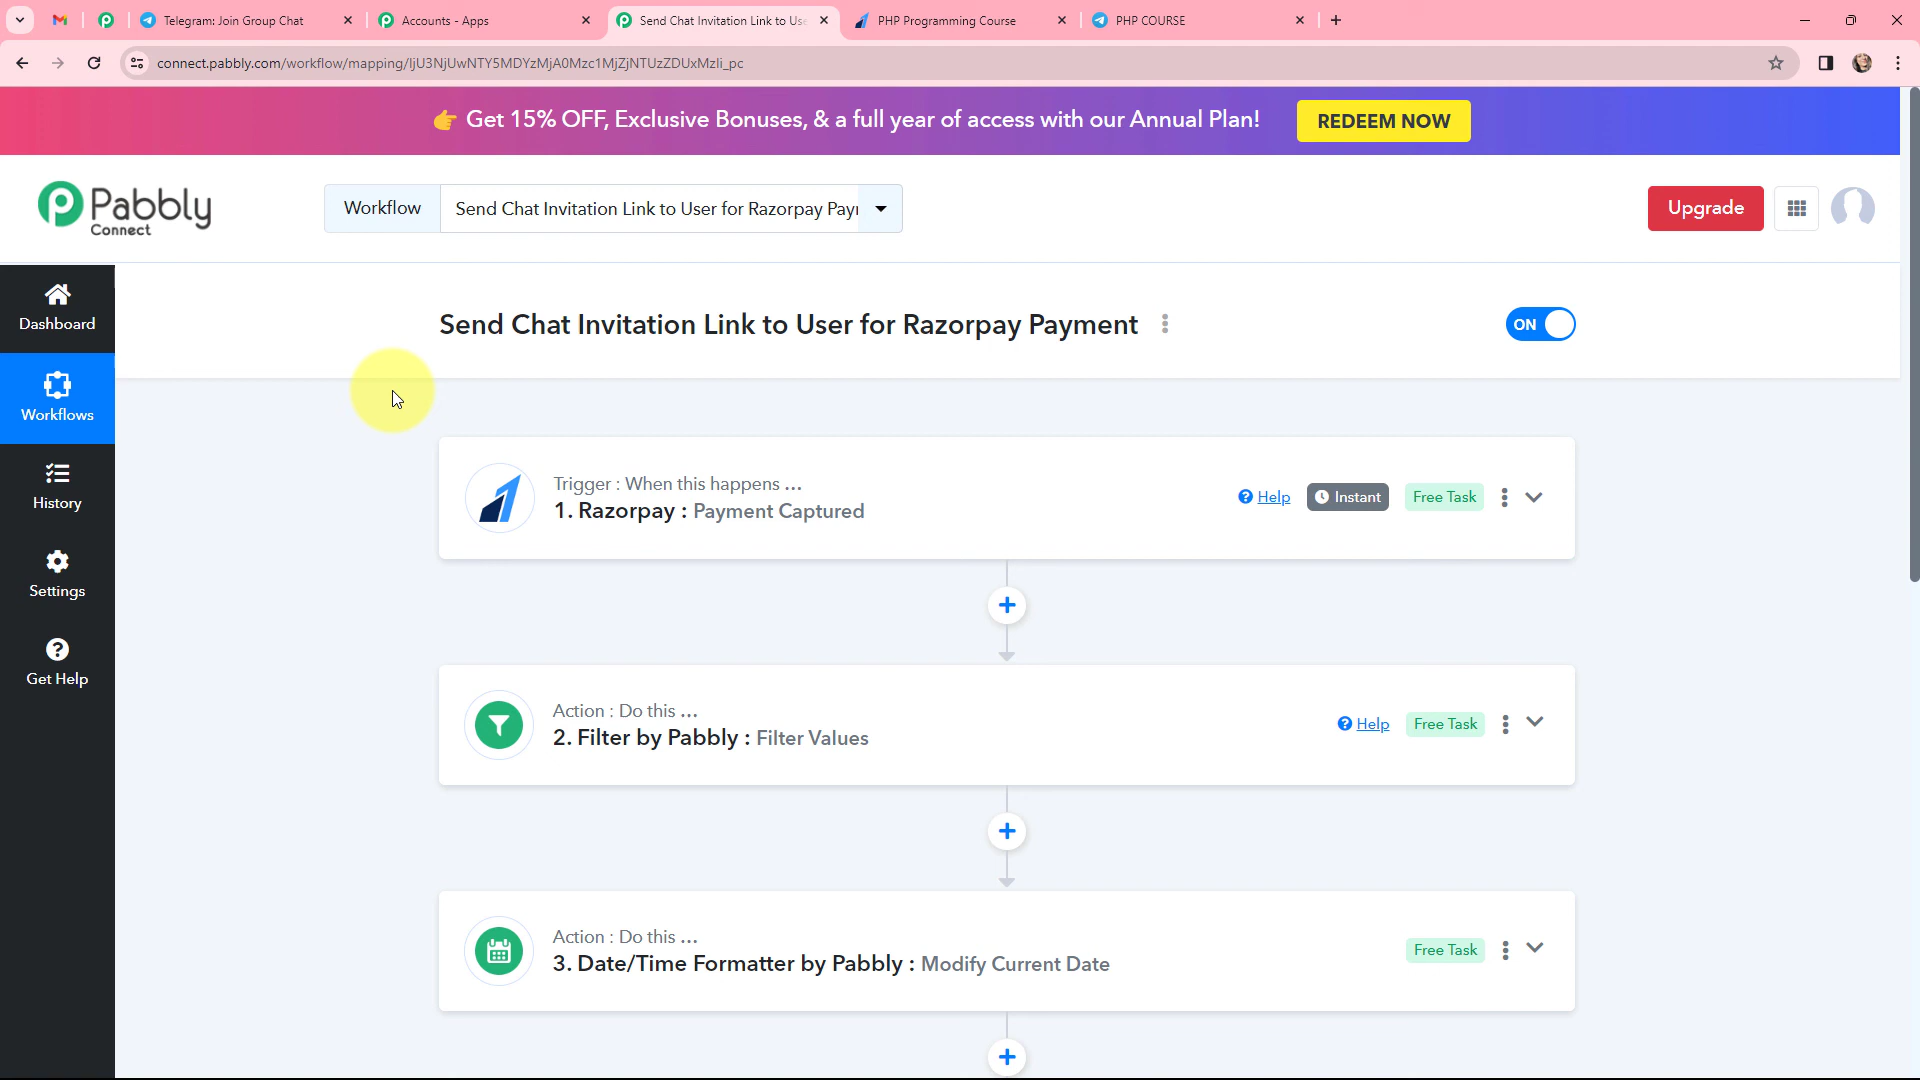 Telegram: Join Group Chat
Accounts - Apps
Send Chat Invitation Link to Use
PHP Programming Course
PHP COURSE
connect.pabbly.com/workflow/mapping/IjU3NjUwNTY5MDYzMjA0Mzc1MjZjNTUzZDUxMzIi_pc
👉 Get 15% OFF, Exclusive Bonuses, & a full year of access with our Annual Plan!
REDEEM NOW
Pabbly
Connect
Workflow
Send Chat Invitation Link to User for Razorpay Payı
Upgrade
Send Chat Invitation Link to User for Razorpay Payment
ON
Dashboard
Workflows
History
Settings
Get Help
Trigger : When this happens ...
1. Razorpay : Payment Captured
Help
Instant
Free Task
Action : Do this ...
2. Filter by Pabbly : Filter Values
Help
Free Task
Action : Do this ...
3. Date/Time Formatter by Pabbly : Modify Current Date
Free Task